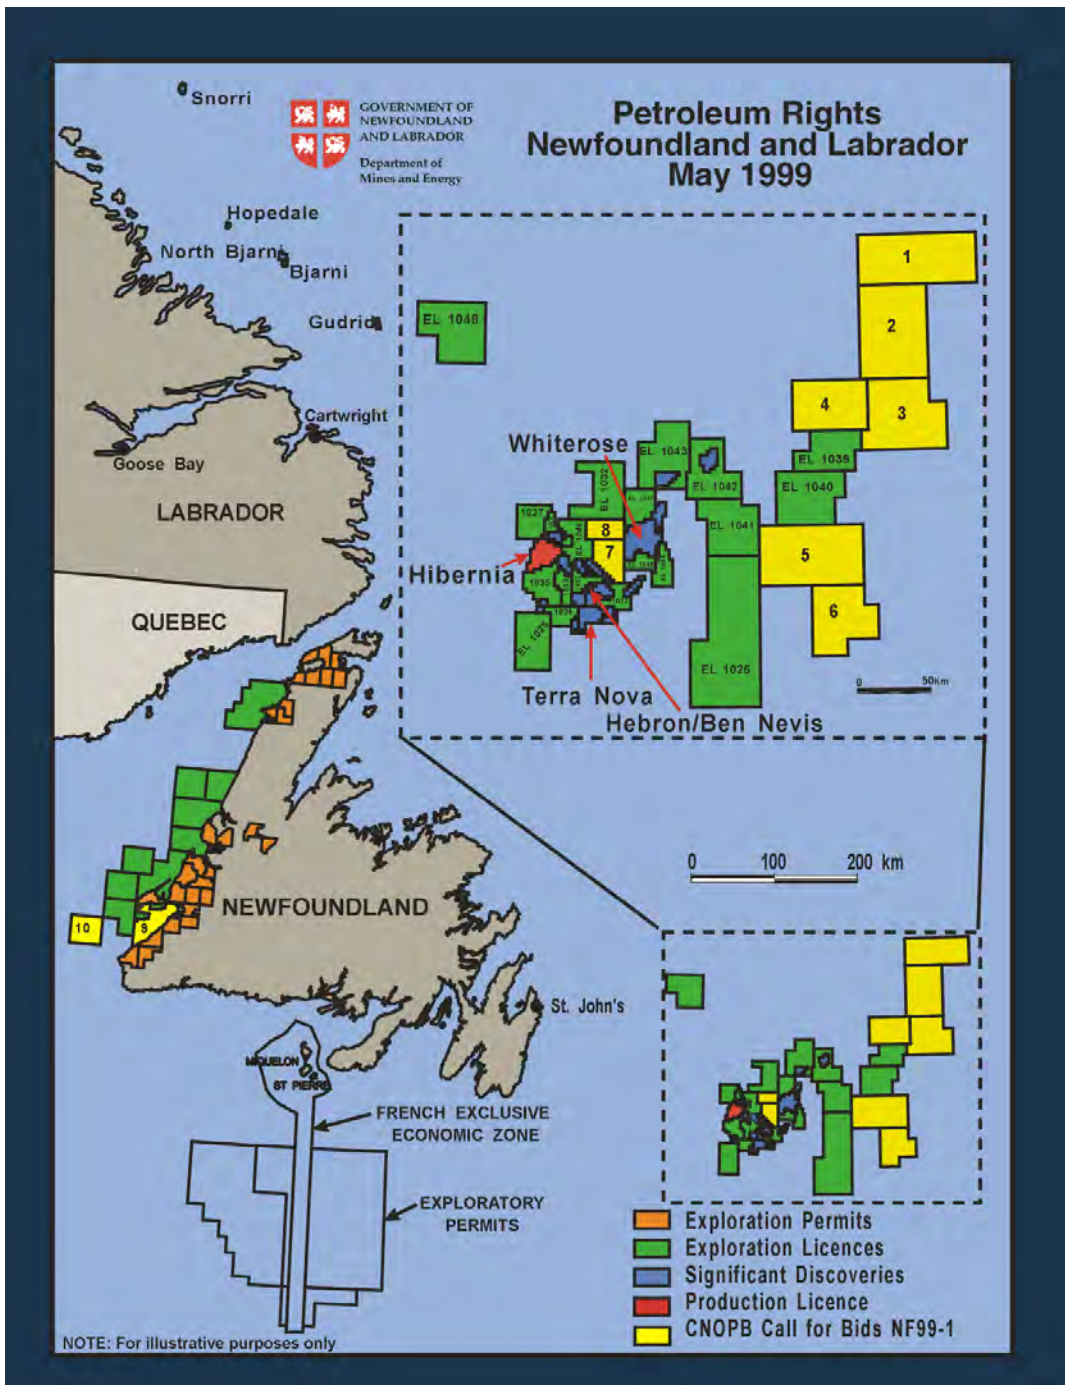 Snorri
GOVERNMENT OF
NEWFOUNDLAND
AND LABRADOR
Department of
Mines and Energy
Petroleum Rights
Newfoundland and Labrador
May 1999
Hopedale
North Bjarni
Bjarni
Gudrid
Cartwright
Goose Bay
LABRADOR
QUEBEC
1
2
EL 1048
4
3
Whiterose
EL 1043
EL 1039
EL 1032
EL 1042
EL 1040
1027
EL 1041
8
7
5
Hibernia
1035
6
EL 1025
EL 1026
0 50Km
Terra Nova
Hebron/Ben Nevis
0 100 200 km
NEWFOUNDLAND
10
9
St. John's
MIQUELON
ST PIERRE
FRENCH EXCLUSIVE
ECONOMIC ZONE
EXPLORATORY
PERMITS
Exploration Permits
Exploration Licences
Significant Discoveries
Production Licence
CNOPB Call for Bids NF99-1
NOTE: For illustrative purposes only